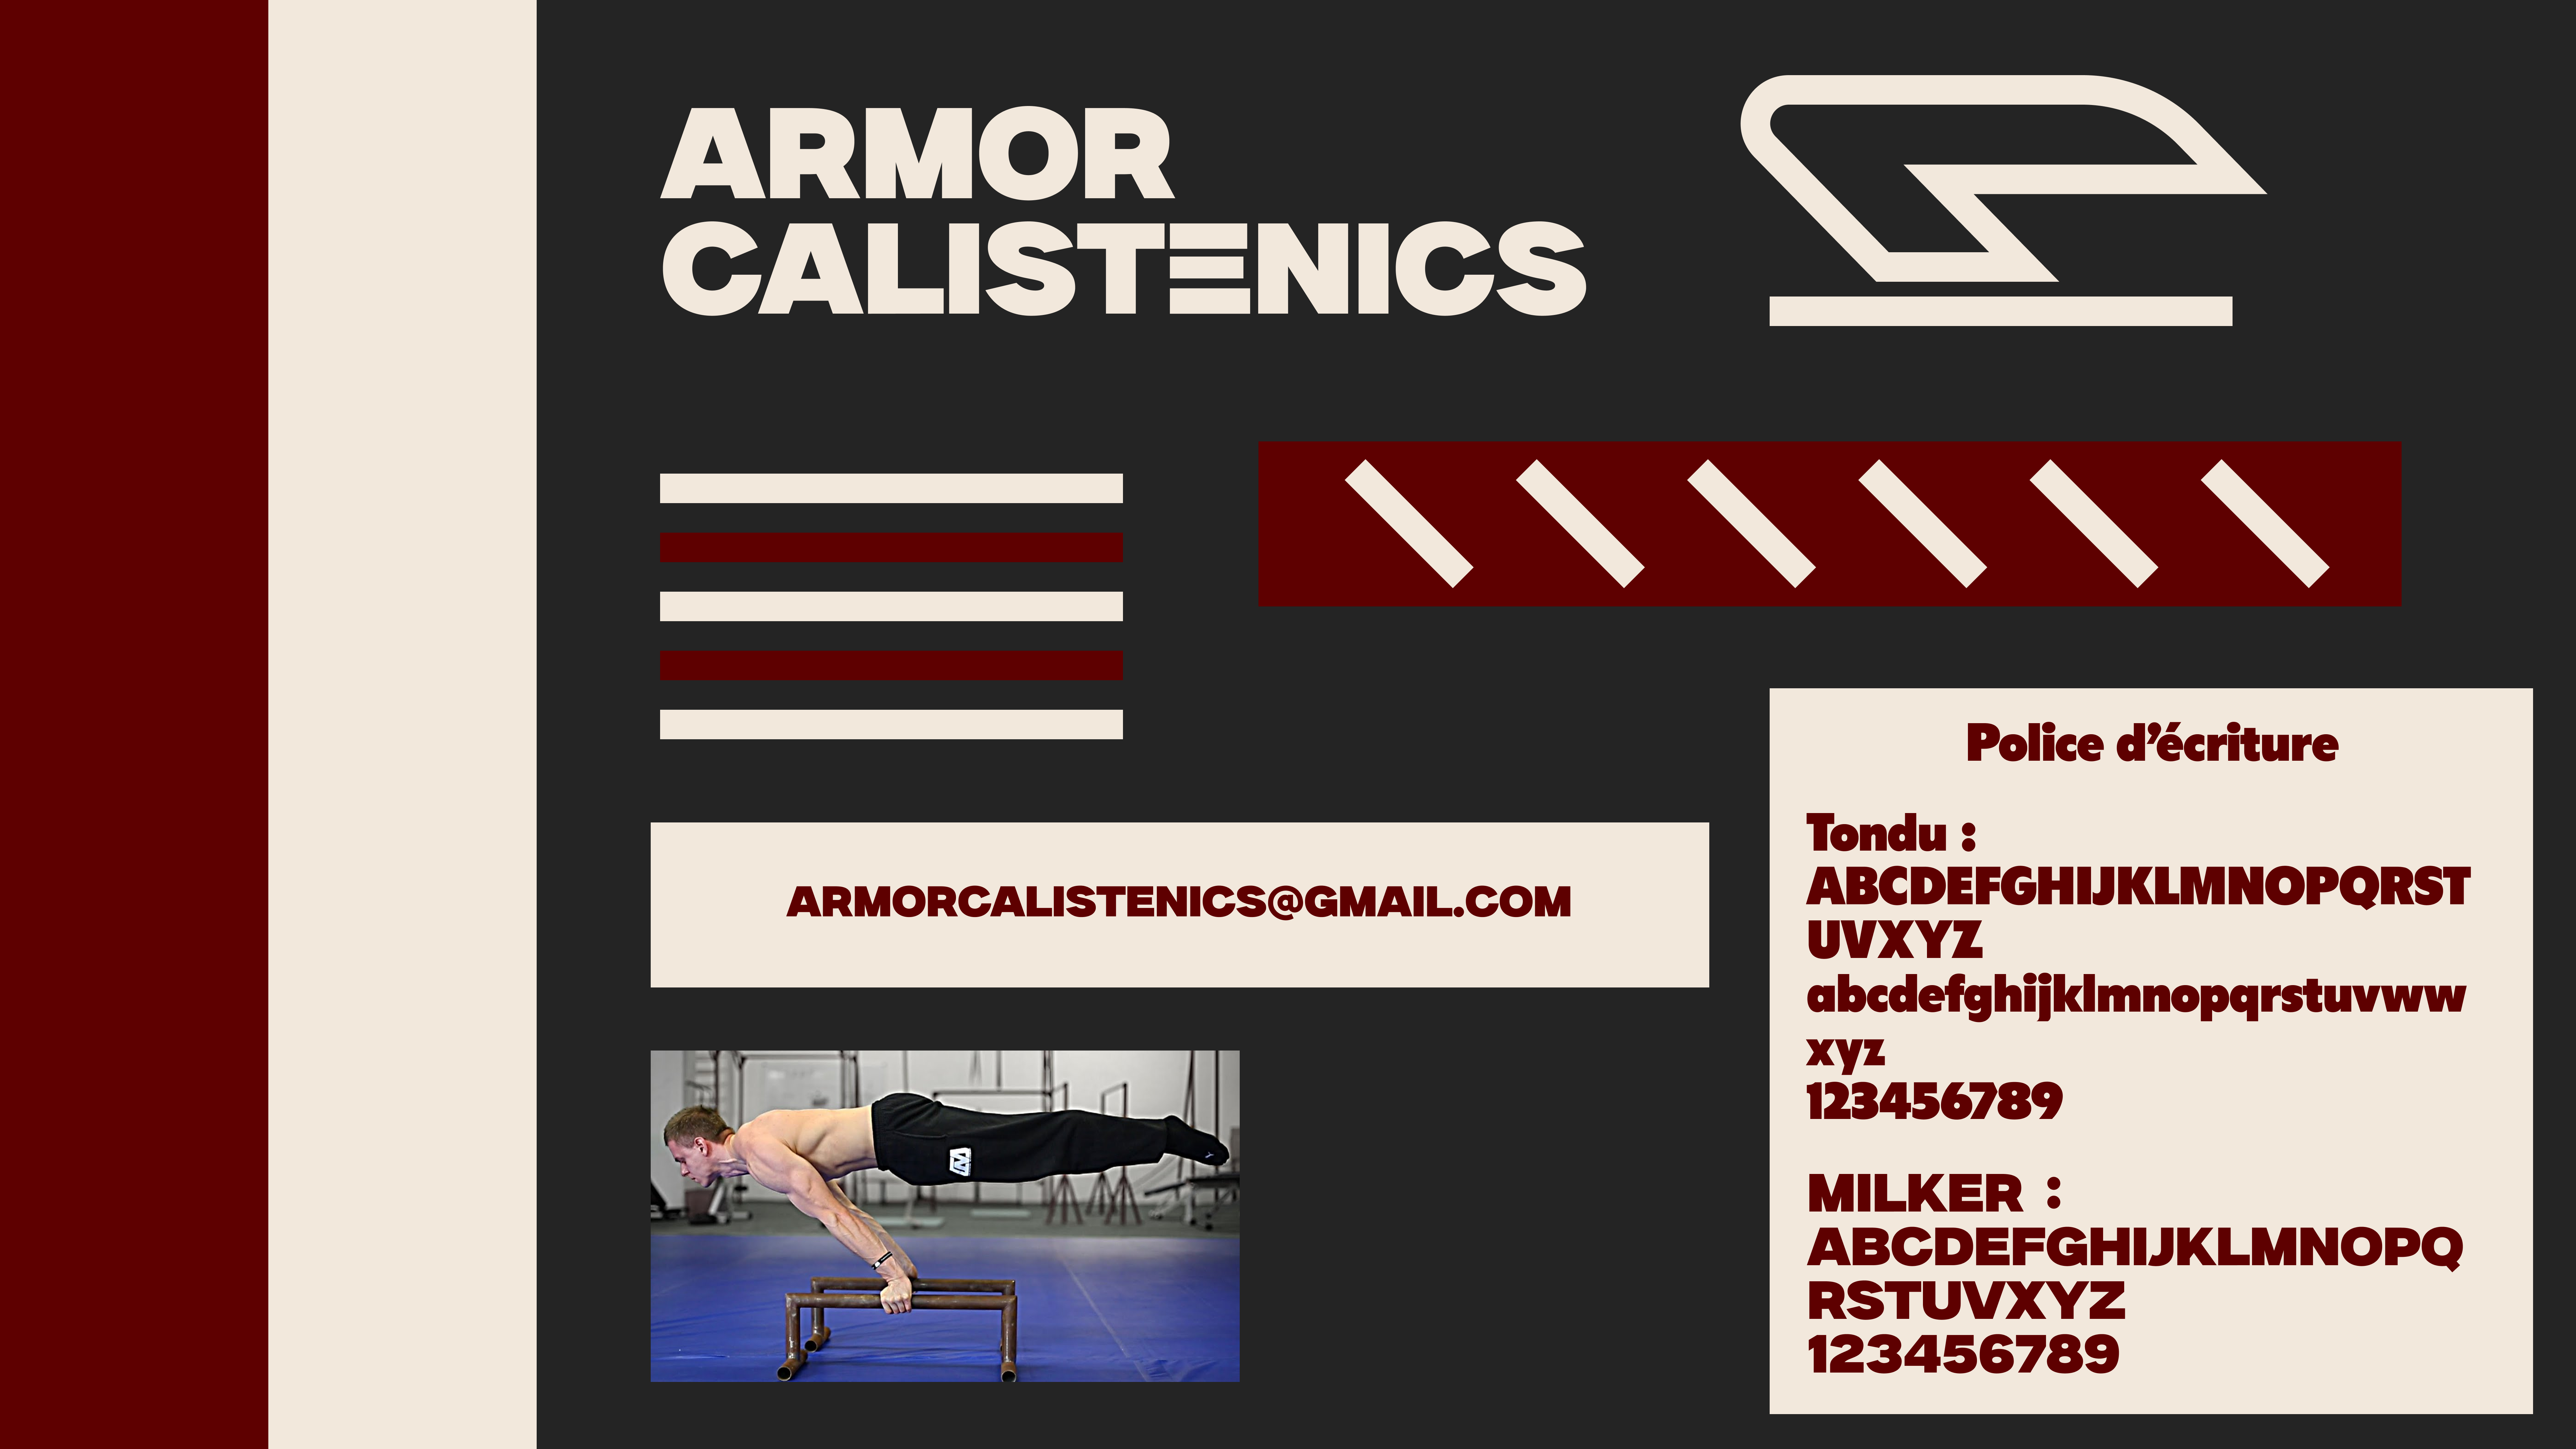 ARMOR
CALISTENICS
ARMORCALISTENICS@GMAIL.COM
Police d’écriture
Tondu :
ABCDEFGHIJKLMNOPQRST
UVXYZ
abcdefghijklmnopqrstuvww
xyz
123456789
MILKER :
ABCDEFGHIJKLMNOPQ
RSTUVXYZ
123456789